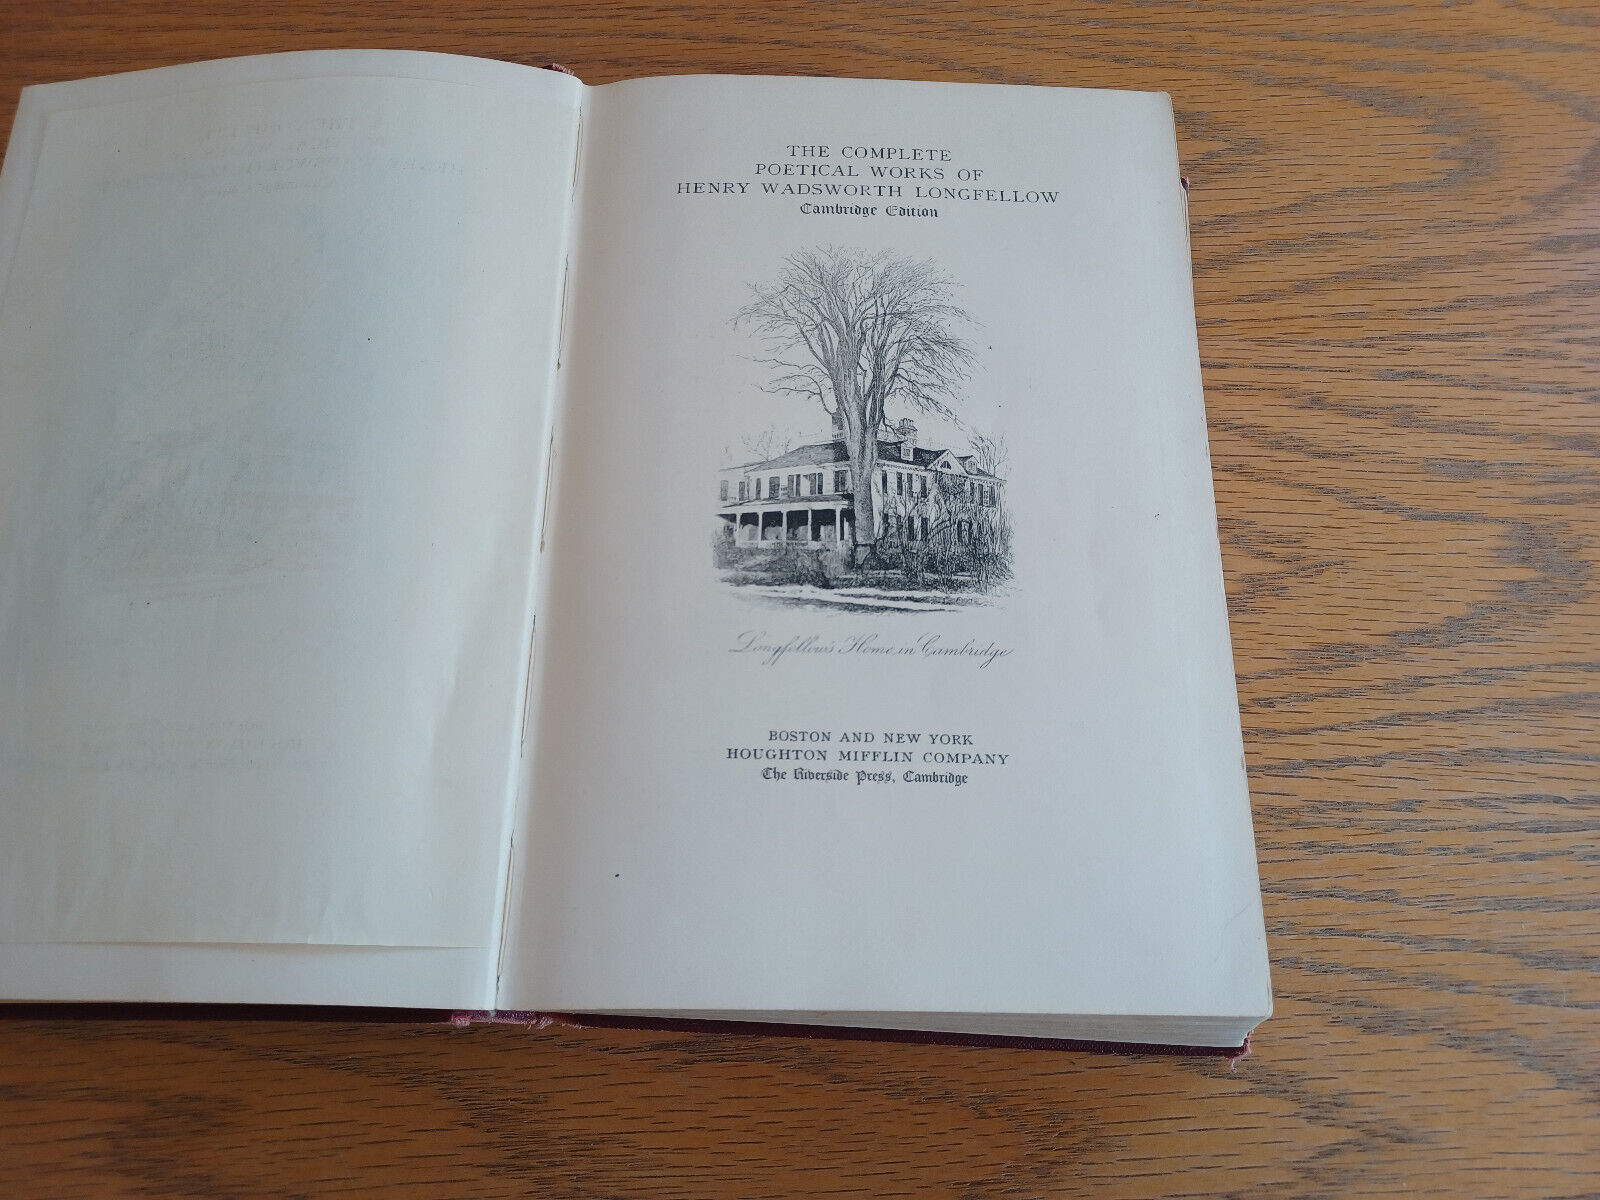 THE COMPLETE
POETICAL WORKS OF
HENRY WADSWORTH LONGFELLOW
Cambridge Edition
Longfellow's Home in Cambridge
BOSTON AND NEW YORK
HOUGHTON MIFFLIN COMPANY
The Riverside Press, Cambridge